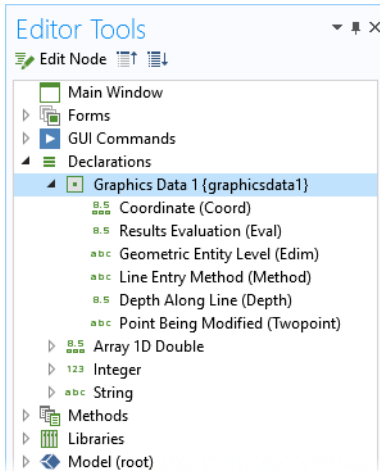 Editor Tools
Edit Node
Main Window
Forms
GUI Commands
Declarations
Graphics Data 1 {graphicsdata1}
8.5 Coordinate (Coord)
8.5 Results Evaluation (Eval)
abc Geometric Entity Level (Edim)
abc Line Entry Method (Method)
8.5 Depth Along Line (Depth)
abc Point Being Modified (Twopoint)
8.5 Array 1D Double
123 Integer
abc String
Methods
Libraries
Model (root)